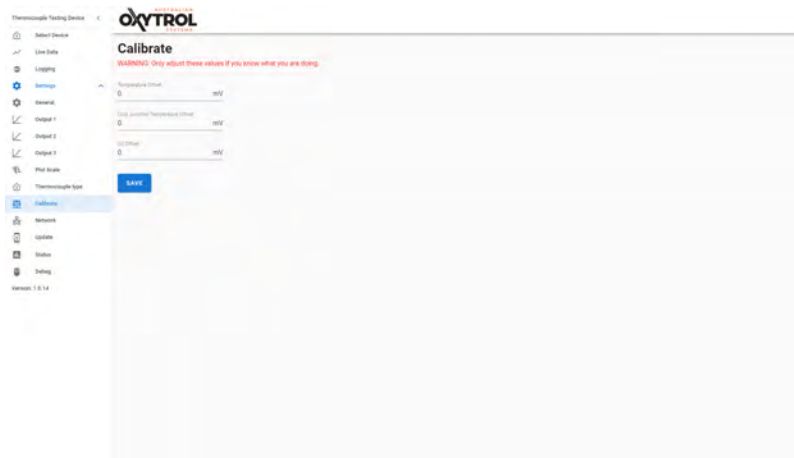 Thermocouple Testing Device
Select Device
Live Data
Logging
Settings
General
Output 1
Output 2
Output 3
Plot Scale
Thermocouple type
Calibrate
Network
Update
Status
Debug
Version: 1.0.14
AUSTRALIAN
OXYTROL
SYSTEMS
Calibrate
WARNING: Only adjust these values if you know what you are doing.
Temperature Offset
0 mV
Cold Junction Temperature Offset
0 mV
Offset
0 mV
SAVE